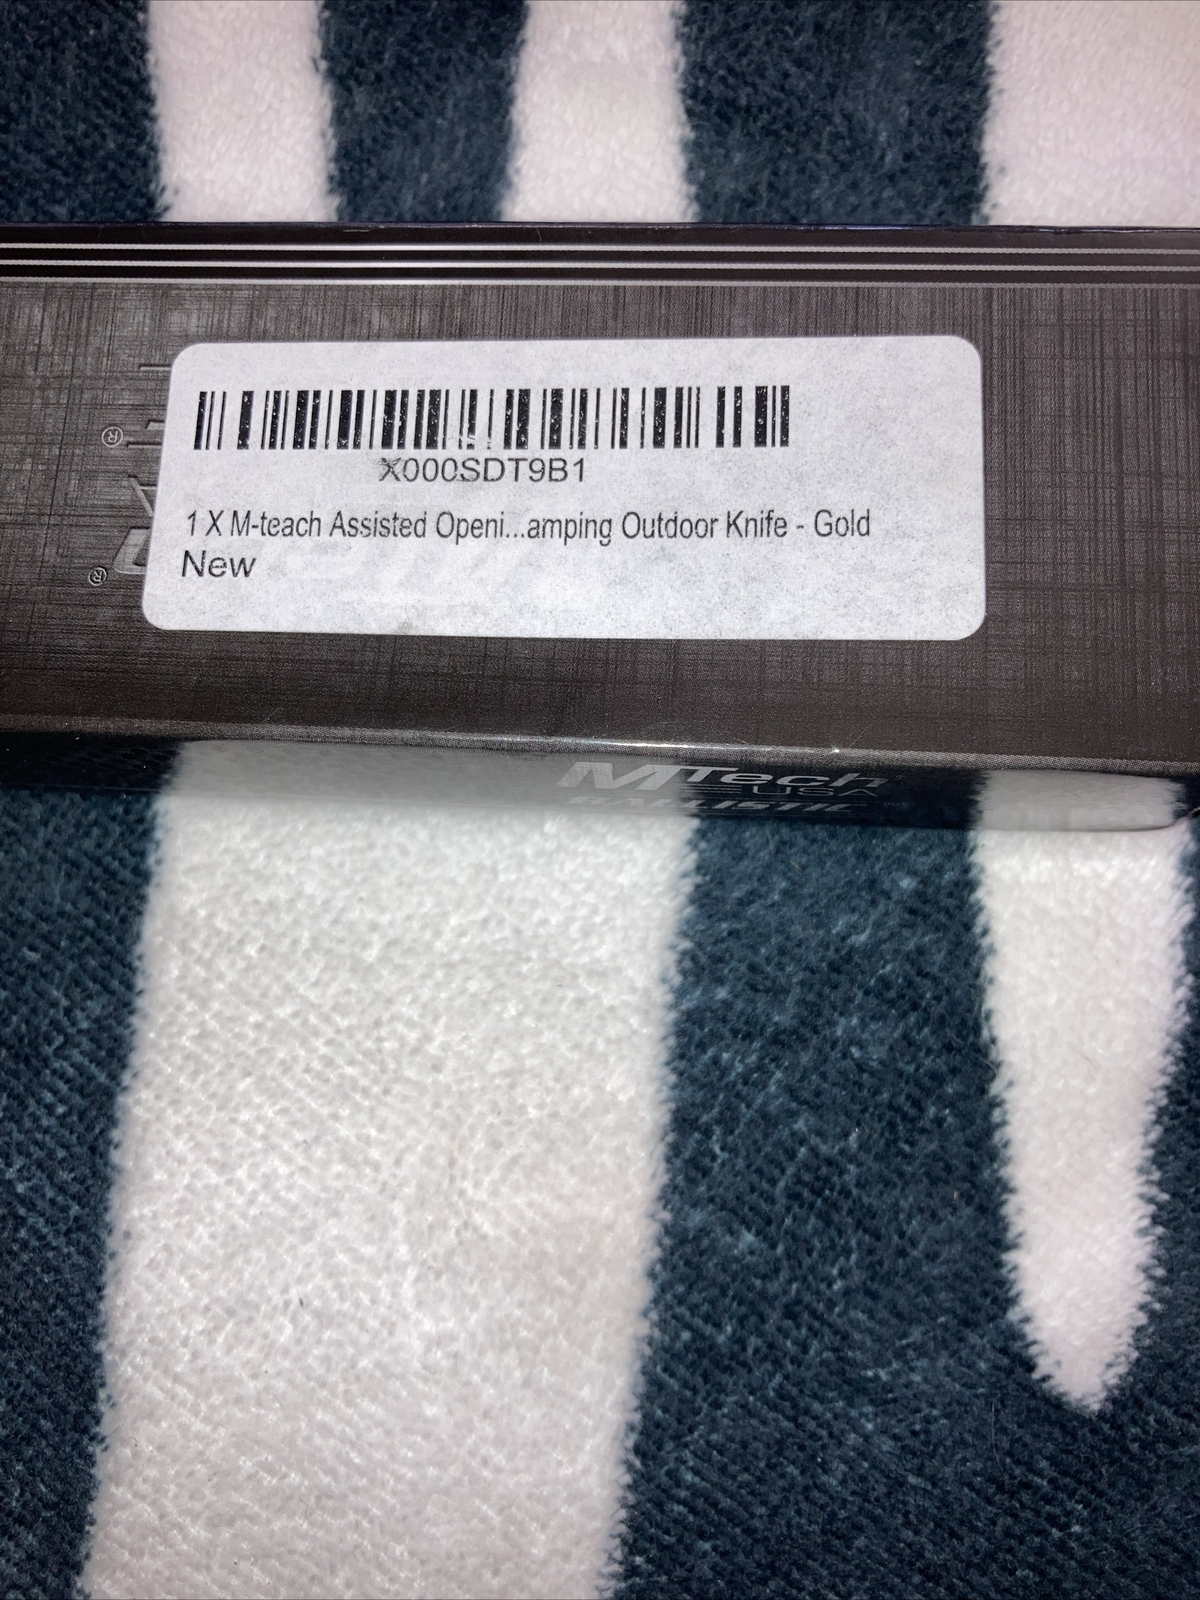 X000SDT9B1
1 X M-teach Assisted Openi...amping Outdoor Knife - Gold
New
®
®
MTech
USA
BALLISTIC